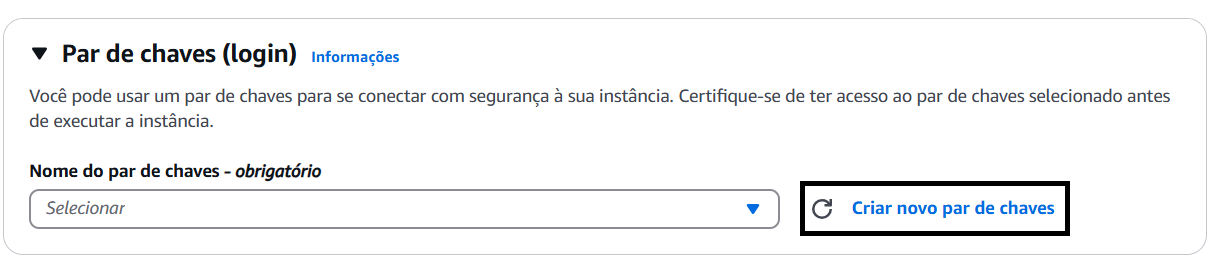 Par de chaves (login) Informações
Você pode usar um par de chaves para se conectar com segurança à sua instância. Certifique-se de ter acesso ao par de chaves selecionado antes
de executar a instância.
Nome do par de chaves - obrigatório
Selecionar
Criar novo par de chaves